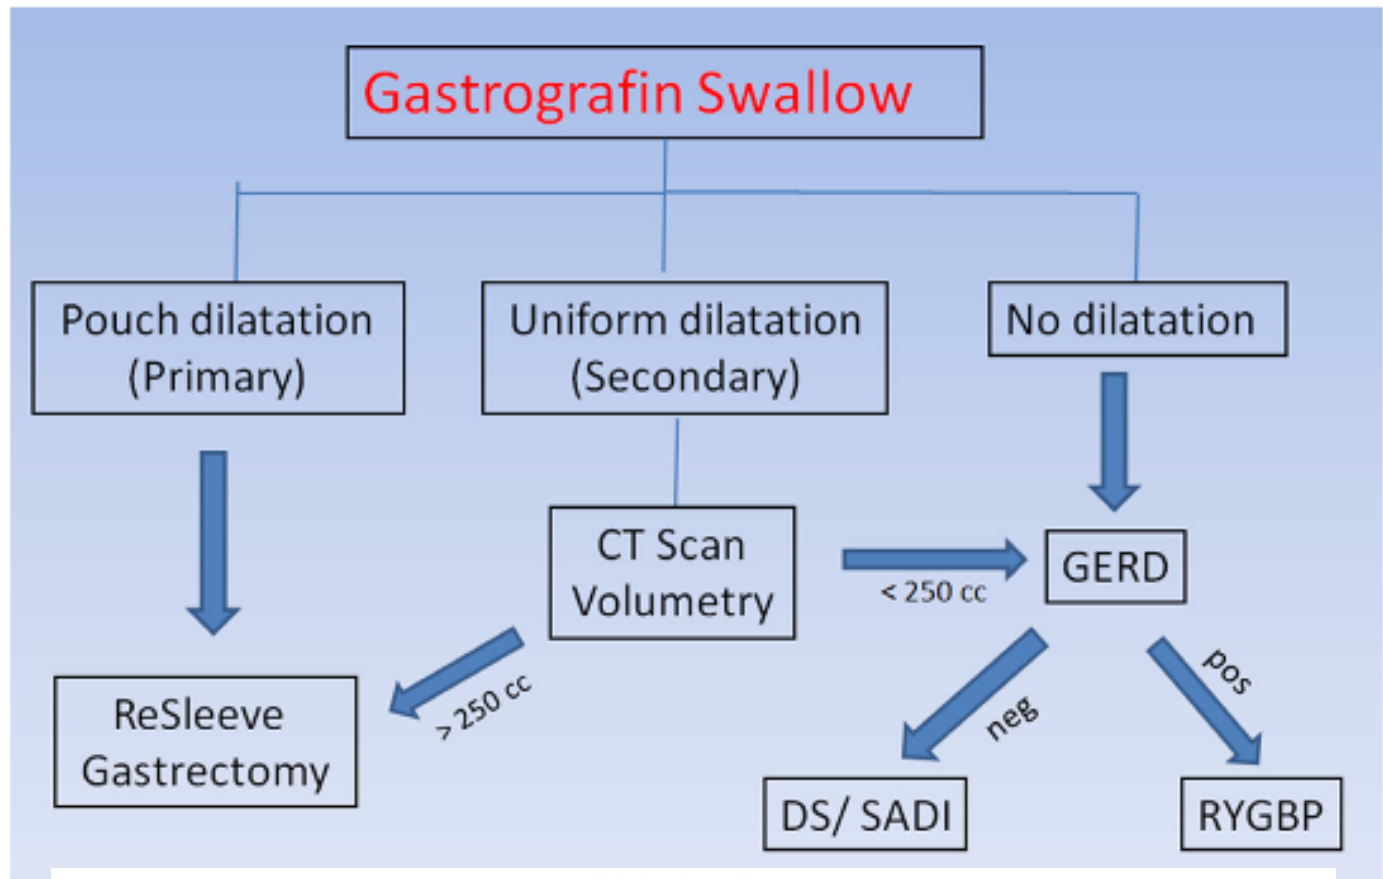 Gastrografin Swallow
Pouch dilatation
(Primary)
Uniform dilatation
(Secondary)
No dilatation
CT Scan
Volumetry
< 250 cc
GERD
> 250 cc
neg
pos
ReSleeve
Gastrectomy
DS/ SADI
RYGBP